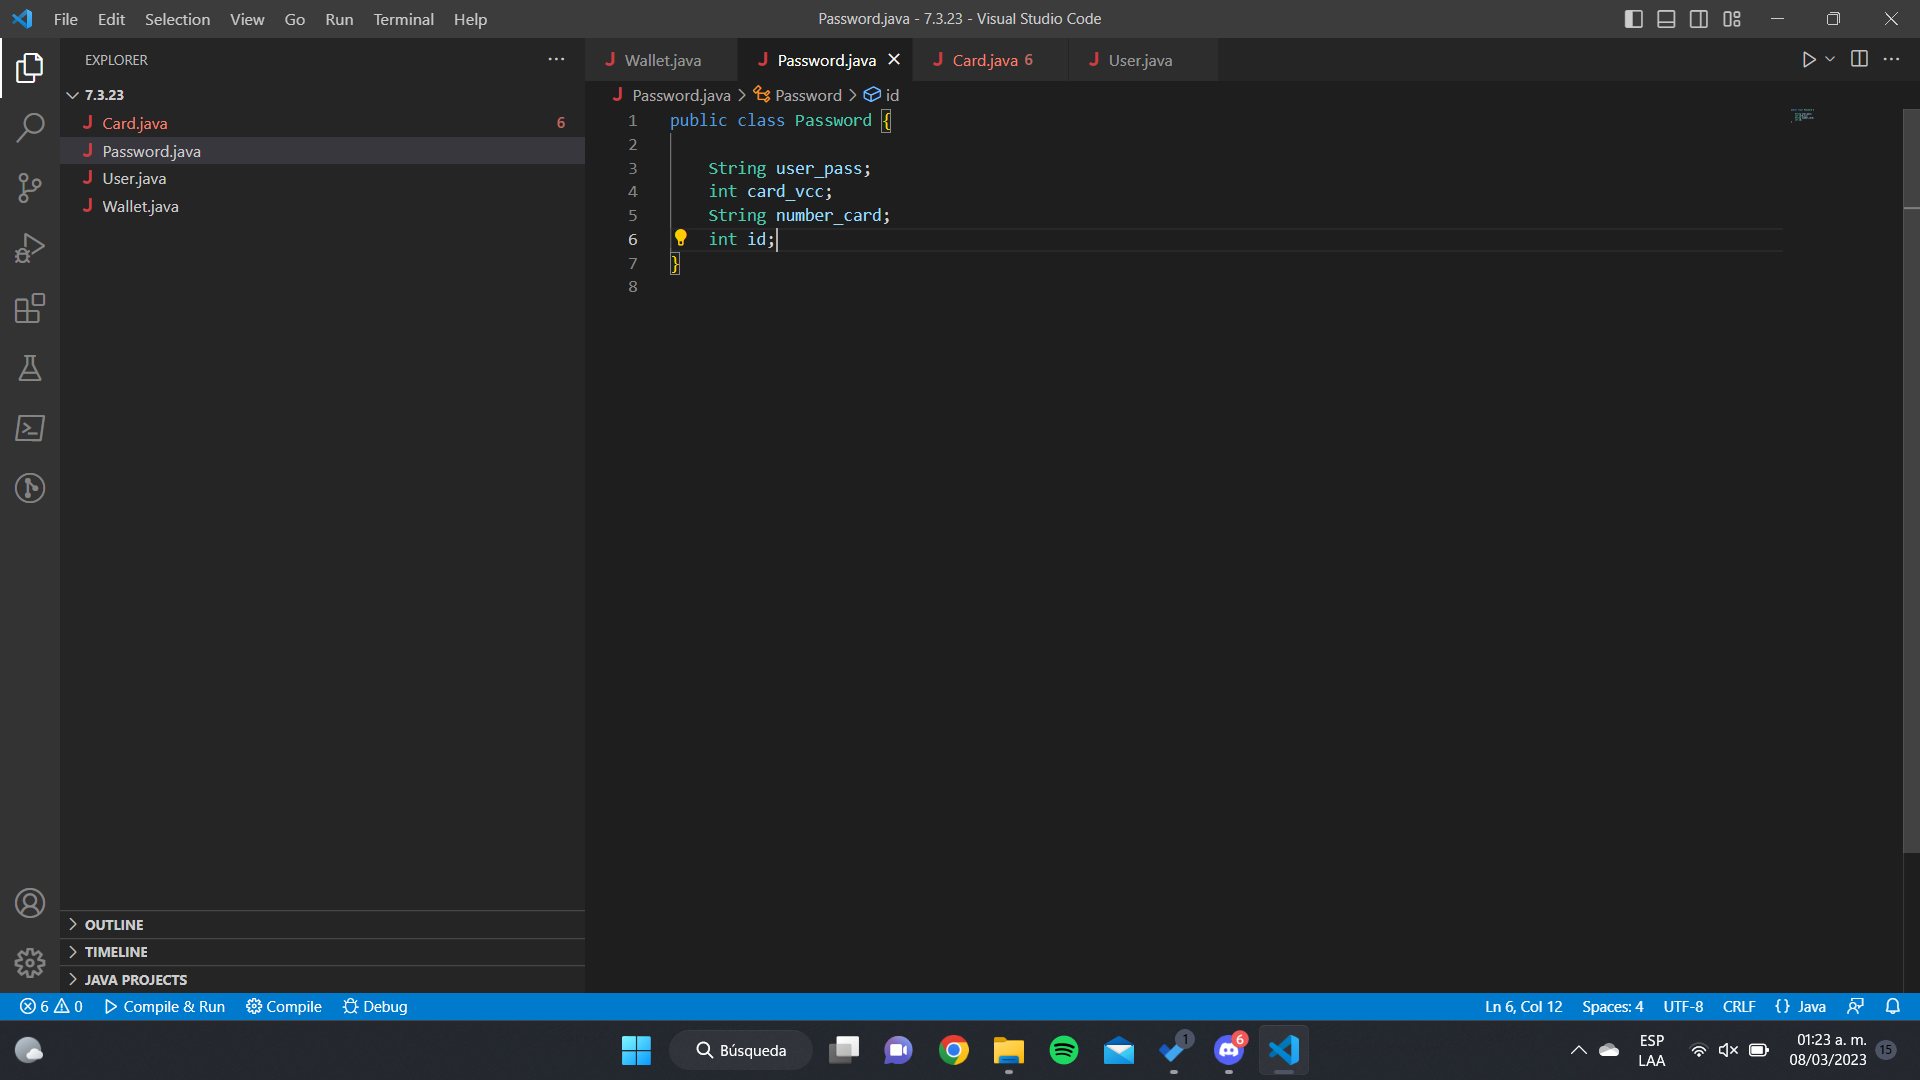 File Edit Selection View Go Run Terminal Help
Password.java - 7.3.23 - Visual Studio Code
EXPLORER
7.3.23
Card.java 6
Password.java
User.java
Wallet.java
OUTLINE
TIMELINE
JAVA PROJECTS
Wallet.java Password.java Card.java 6 User.java
Password.java > Password > id
1 public class Password {
2
3 String user_pass;
4 int card_vcc;
5 String number_card;
6 int id;
7 }
8
6 0 Compile & Run Compile Debug
Ln 6, Col 12 Spaces: 4 UTF-8 CRLF {} Java
Búsqueda
1
6
ESP
LAA
01:23 a. m.
08/03/2023
15